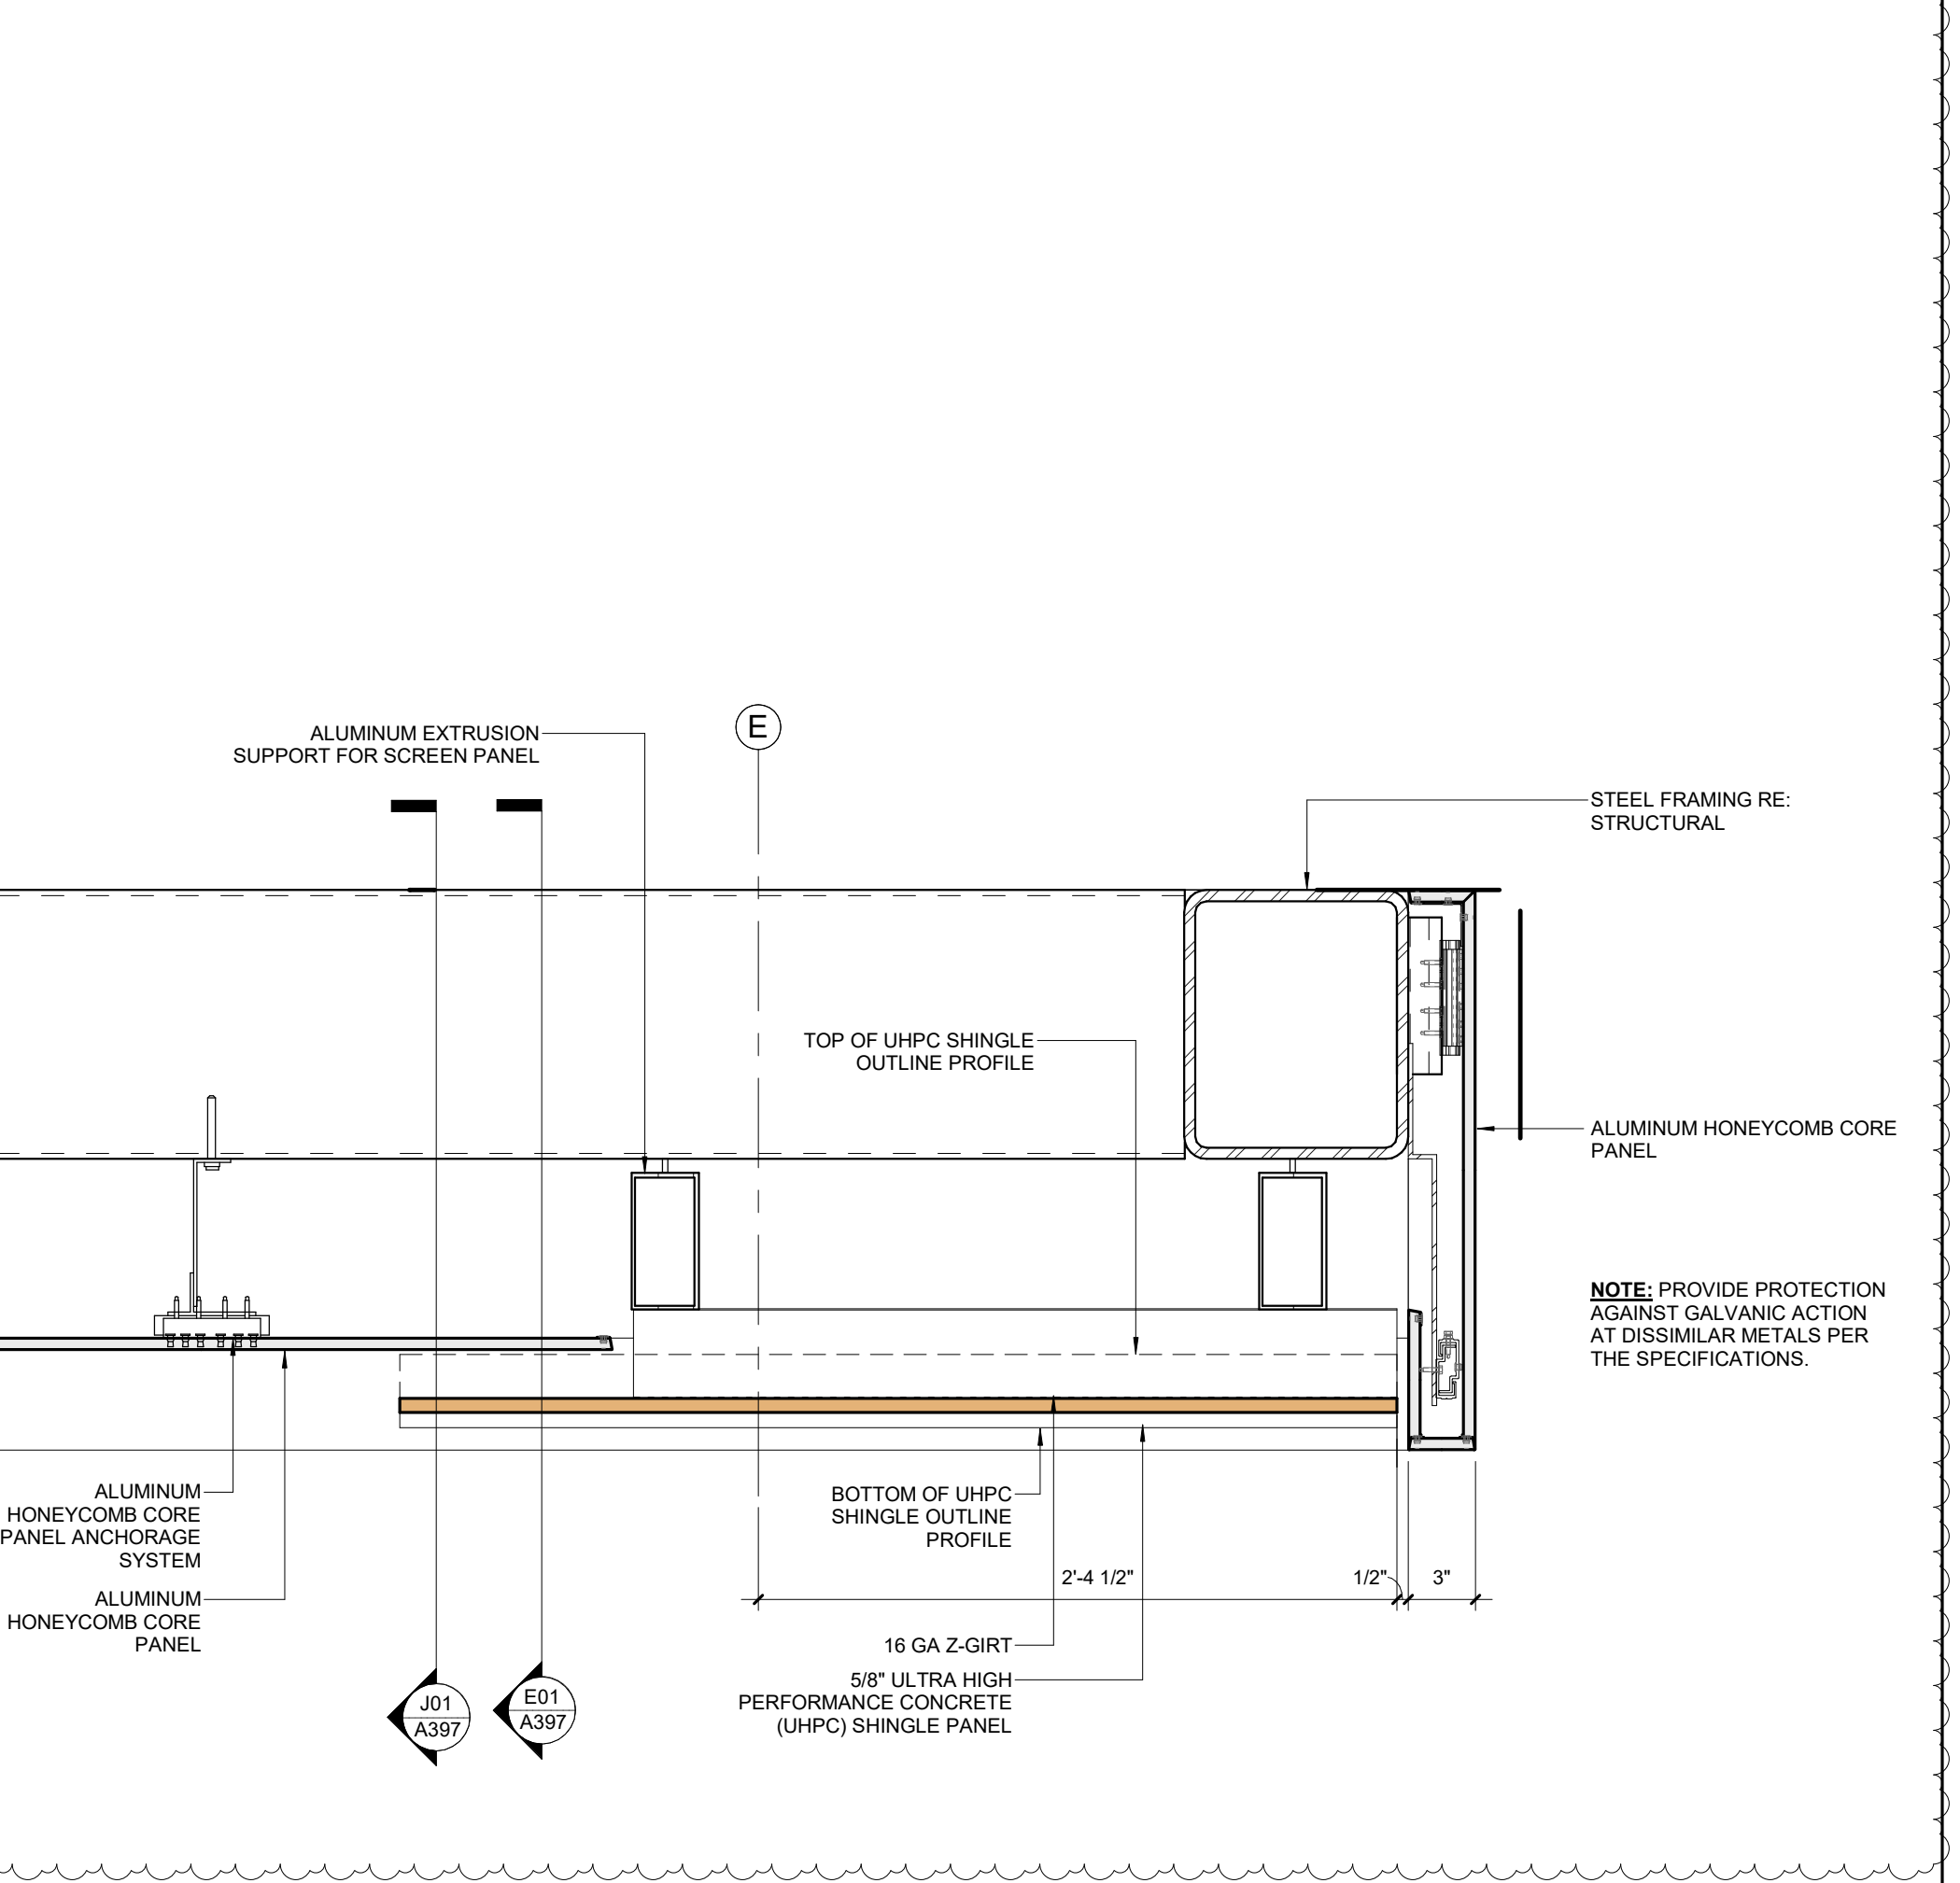 ALUMINUM EXTRUSION
SUPPORT FOR SCREEN PANEL
E
STEEL FRAMING RE:
STRUCTURAL
TOP OF UHPC SHINGLE
OUTLINE PROFILE
ALUMINUM HONEYCOMB CORE
PANEL
NOTE: PROVIDE PROTECTION
AGAINST GALVANIC ACTION
AT DISSIMILAR METALS PER
THE SPECIFICATIONS.
ALUMINUM
HONEYCOMB CORE
PANEL ANCHORAGE
SYSTEM
ALUMINUM
HONEYCOMB CORE
PANEL
BOTTOM OF UHPC
SHINGLE OUTLINE
PROFILE
2'-4 1/2"
1/2"
3"
16 GA Z-GIRT
5/8" ULTRA HIGH
PERFORMANCE CONCRETE
(UHPC) SHINGLE PANEL
J01
A397
E01
A397